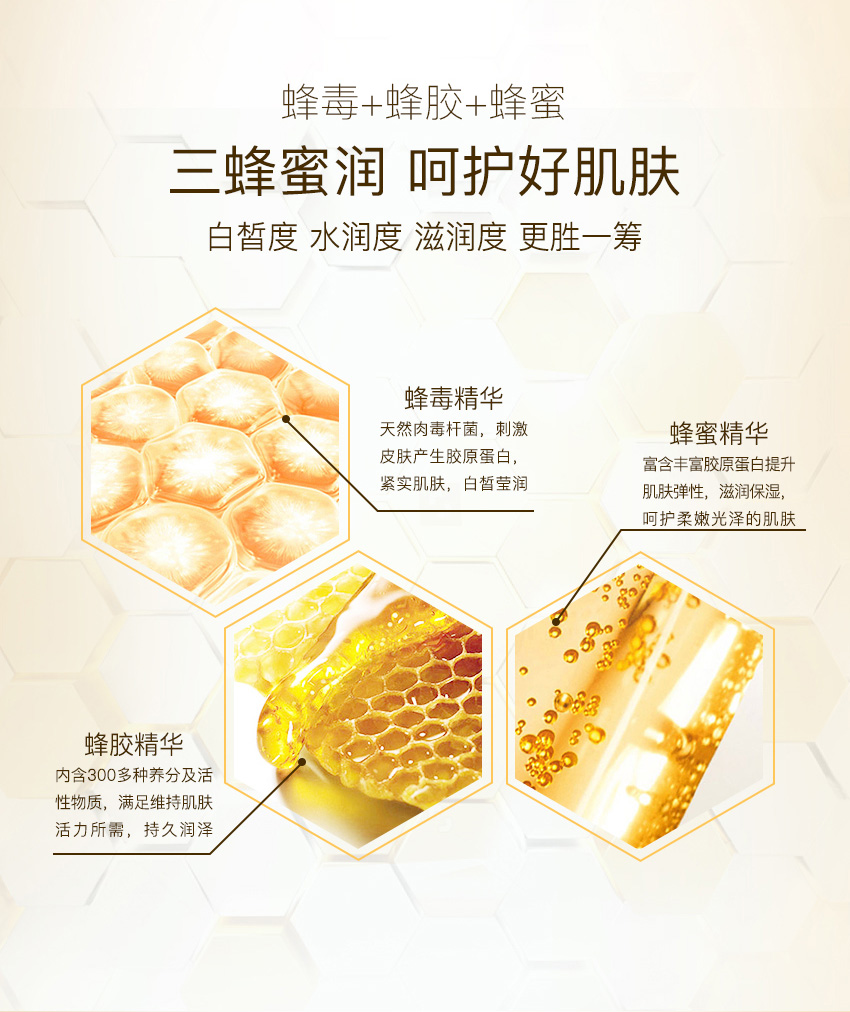 蜂毒+蜂胶+蜂蜜
三蜂蜜润 呵护好肌肤
白皙度 水润度 滋润度 更胜一筹
蜂毒精华
天然肉毒杆菌，刺激
皮肤产生胶原蛋白，
紧实肌肤，白皙莹润
蜂蜜精华
富含丰富胶原蛋白提升
肌肤弹性，滋润保湿，
呵护柔嫩光泽的肌肤
蜂胶精华
内含300多种养分及活
性物质，满足维持肌肤
活力所需，持久润泽